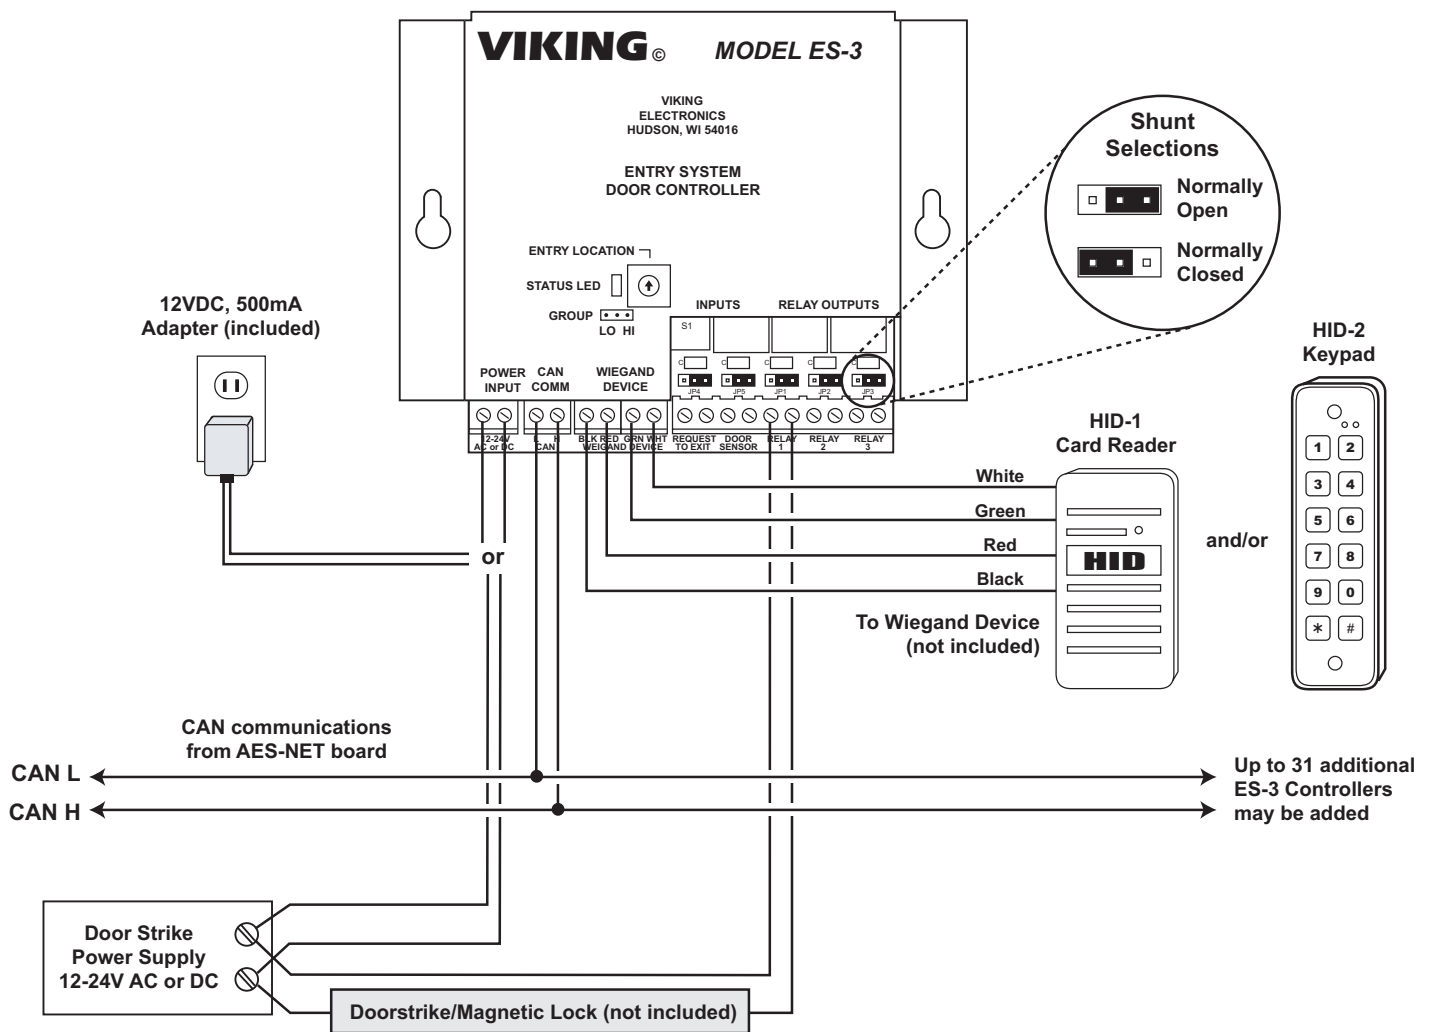 VIKING©
MODEL ES-3
VIKING
ELECTRONICS
HUDSON, WI 54016
ENTRY SYSTEM
DOOR CONTROLLER
ENTRY LOCATION
STATUS LED
GROUP
LO HI
INPUTS
RELAY OUTPUTS
S1
C C C C C
JP4 JP5 JP1 JP2 JP3
POWER
INPUT
CAN
COMM
WIEGAND
DEVICE
12-24V
AC or DC
L H
CAN
BLK RED GRN WHT
WEIGAND DEVICE
REQUEST
TO EXIT
DOOR
SENSOR
RELAY
1
RELAY
2
RELAY
3
Shunt
Selections
Normally
Open
Normally
Closed
12VDC, 500mA
Adapter (included)
or
HID-1
Card Reader
White
Green
Red
Black
HID
To Wiegand Device
(not included)
and/or
HID-2
Keypad
1 2
3 4
5 6
7 8
9 0
* #
CAN communications
from AES-NET board
CAN L
CAN H
Up to 31 additional
ES-3 Controllers
may be added
Door Strike
Power Supply
12-24V AC or DC
Doorstrike/Magnetic Lock (not included)